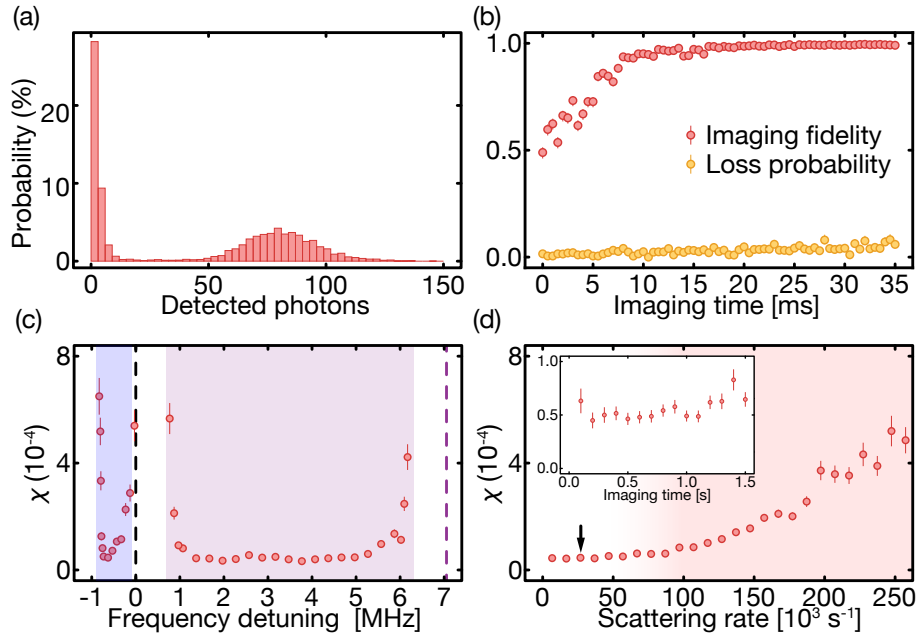 (a)
Probability (%)
20
10
0
0 50 100 150
Detected photons
(b)
1.0
0.5
0.0
Imaging fidelity
Loss probability
0 5 10 15 20 25 30 35
Imaging time [ms]
(c)
χ (10⁻⁴)
8
4
0
-1 0 1 2 3 4 5 6 7
Frequency detuning [MHz]
(d)
χ (10⁻⁴)
8
4
0
1.0
0.5
0.0
0.0 0.5 1.0 1.5
Imaging time [s]
0 50 100 150 200 250
Scattering rate [10³ s⁻¹]